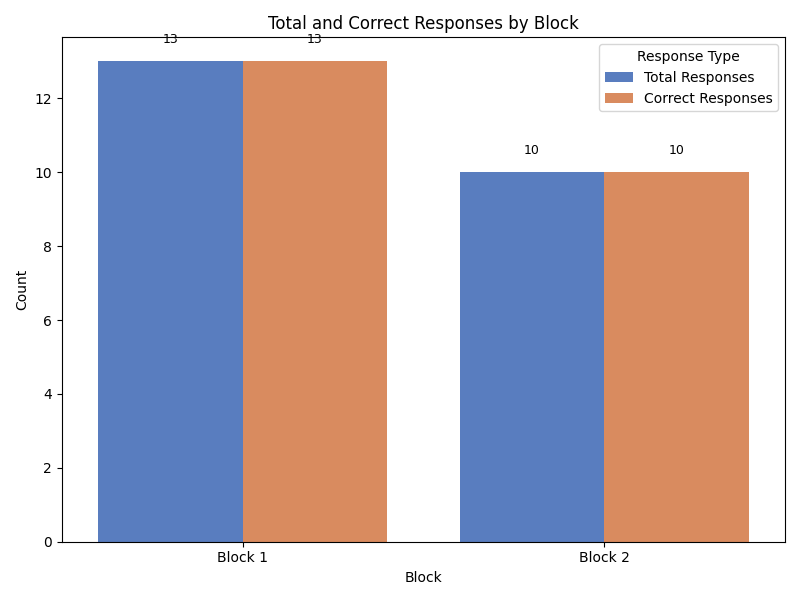 Total and Correct Responses by Block
13
13
Response Type
Total Responses
Correct Responses
10
10
12
10
8
6
4
2
0
Count
Block 1
Block 2
Block